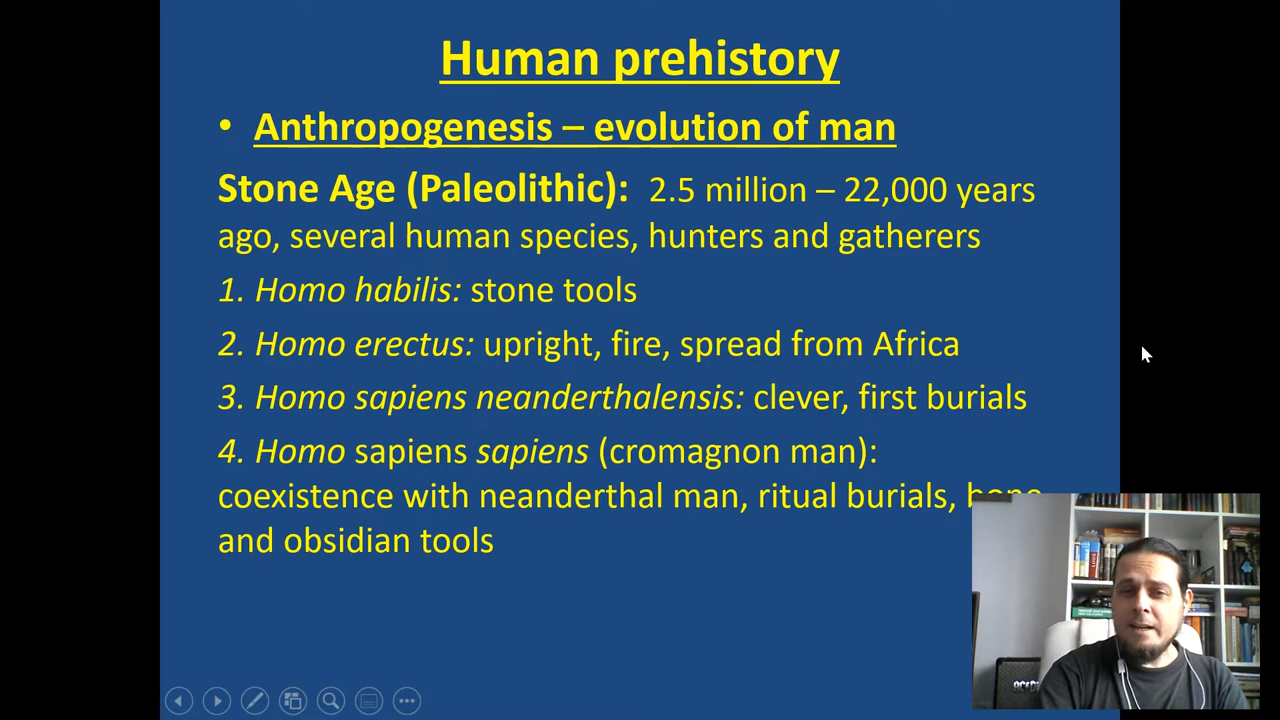 Human prehistory
• Anthropogenesis – evolution of man
Stone Age (Paleolithic): 2.5 million – 22,000 years
ago, several human species, hunters and gatherers
1. Homo habilis: stone tools
2. Homo erectus: upright, fire, spread from Africa
3. Homo sapiens neanderthalensis: clever, first burials
4. Homo sapiens sapiens (cromagnon man):
coexistence with neanderthal man, ritual burials, bone
and obsidian tools